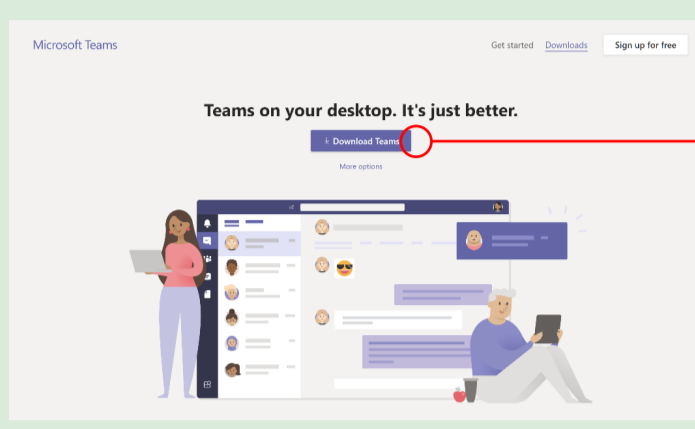 Microsoft Teams
Get started Downloads Sign up for free
Teams on your desktop. It's just better.
Download Teams
More options